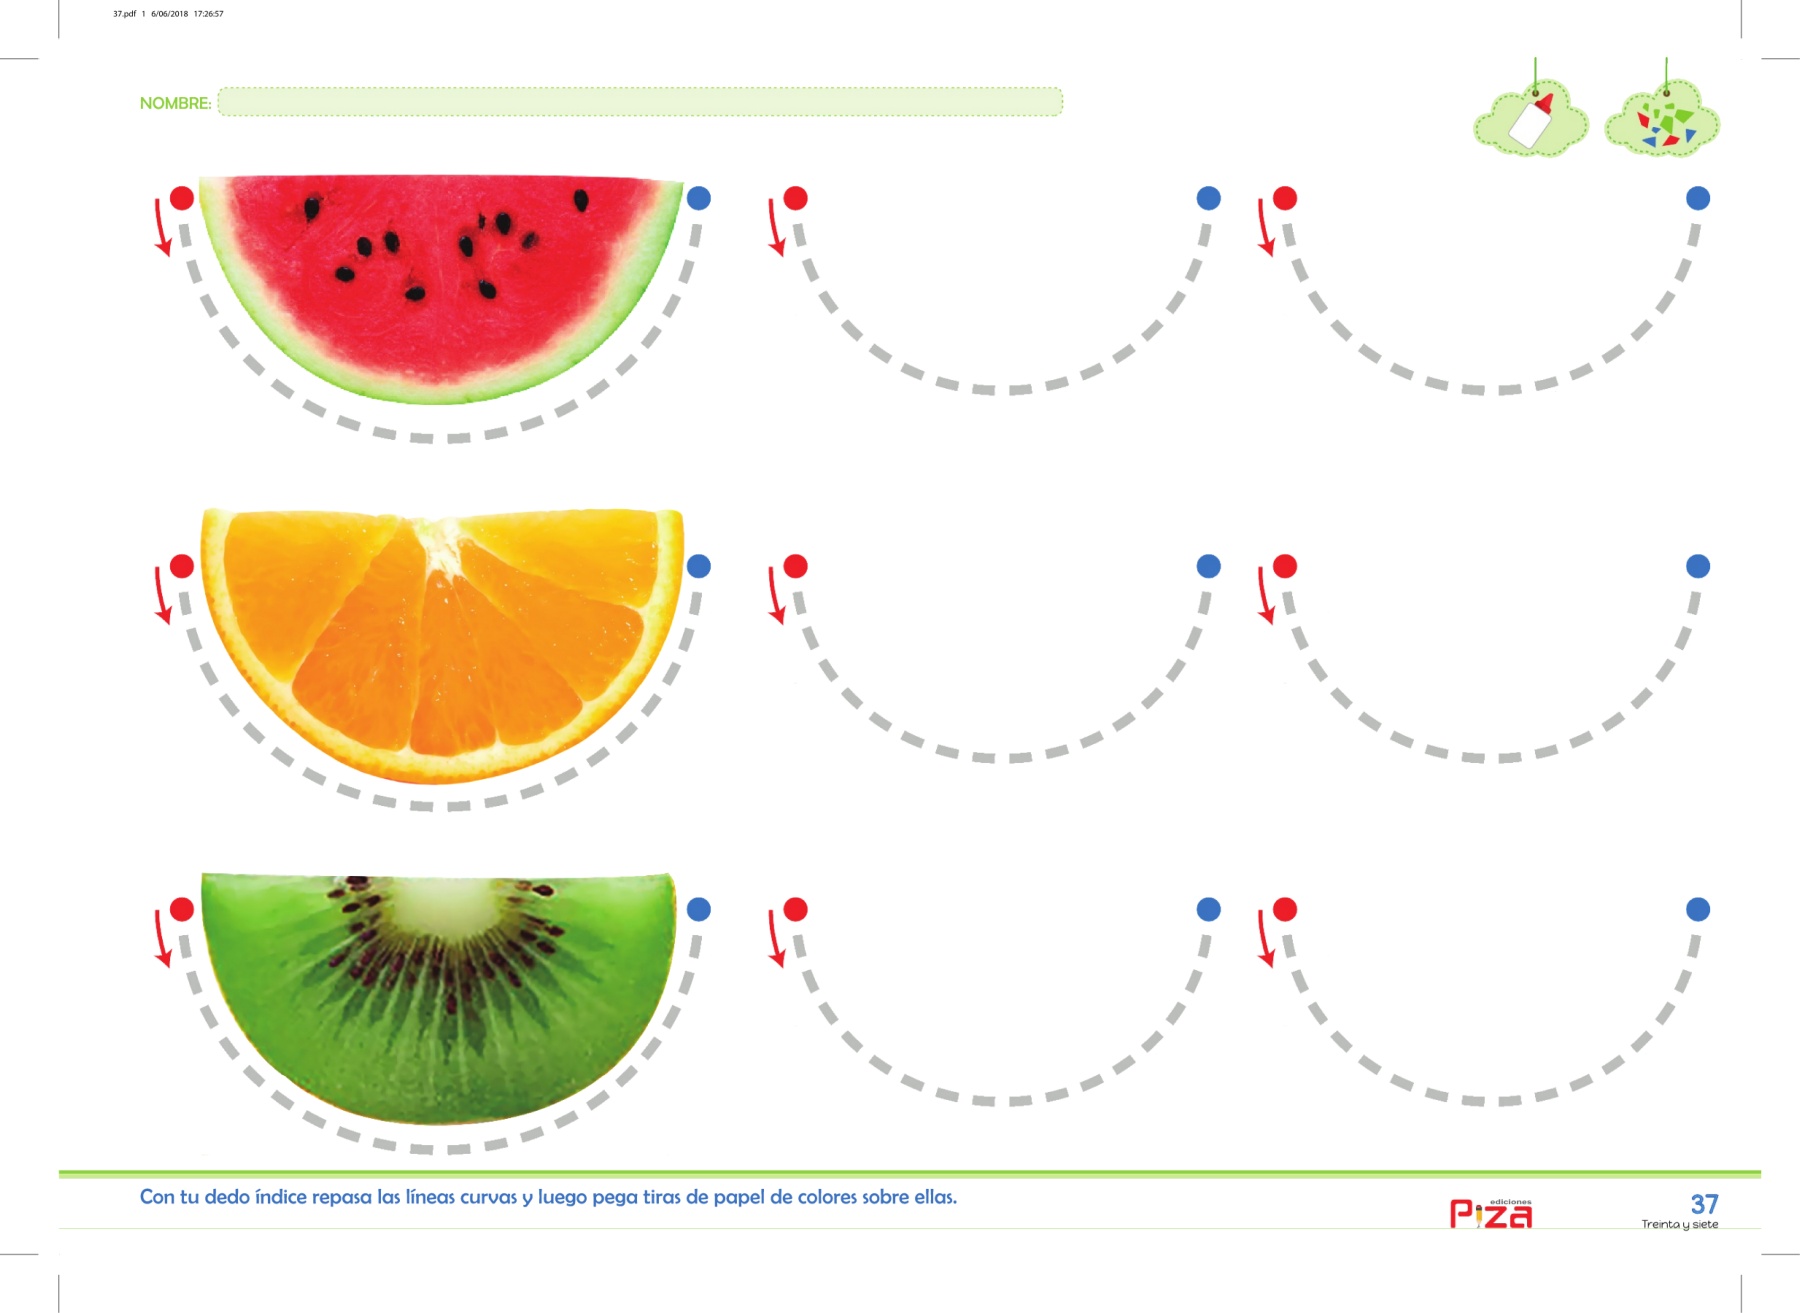 37.pdf 1 6/06/2018 17:26:57
NOMBRE:
Con tu dedo índice repasa las líneas curvas y luego pega tiras de papel de colores sobre ellas.
ediciones
Piza
37
Treinta y siete